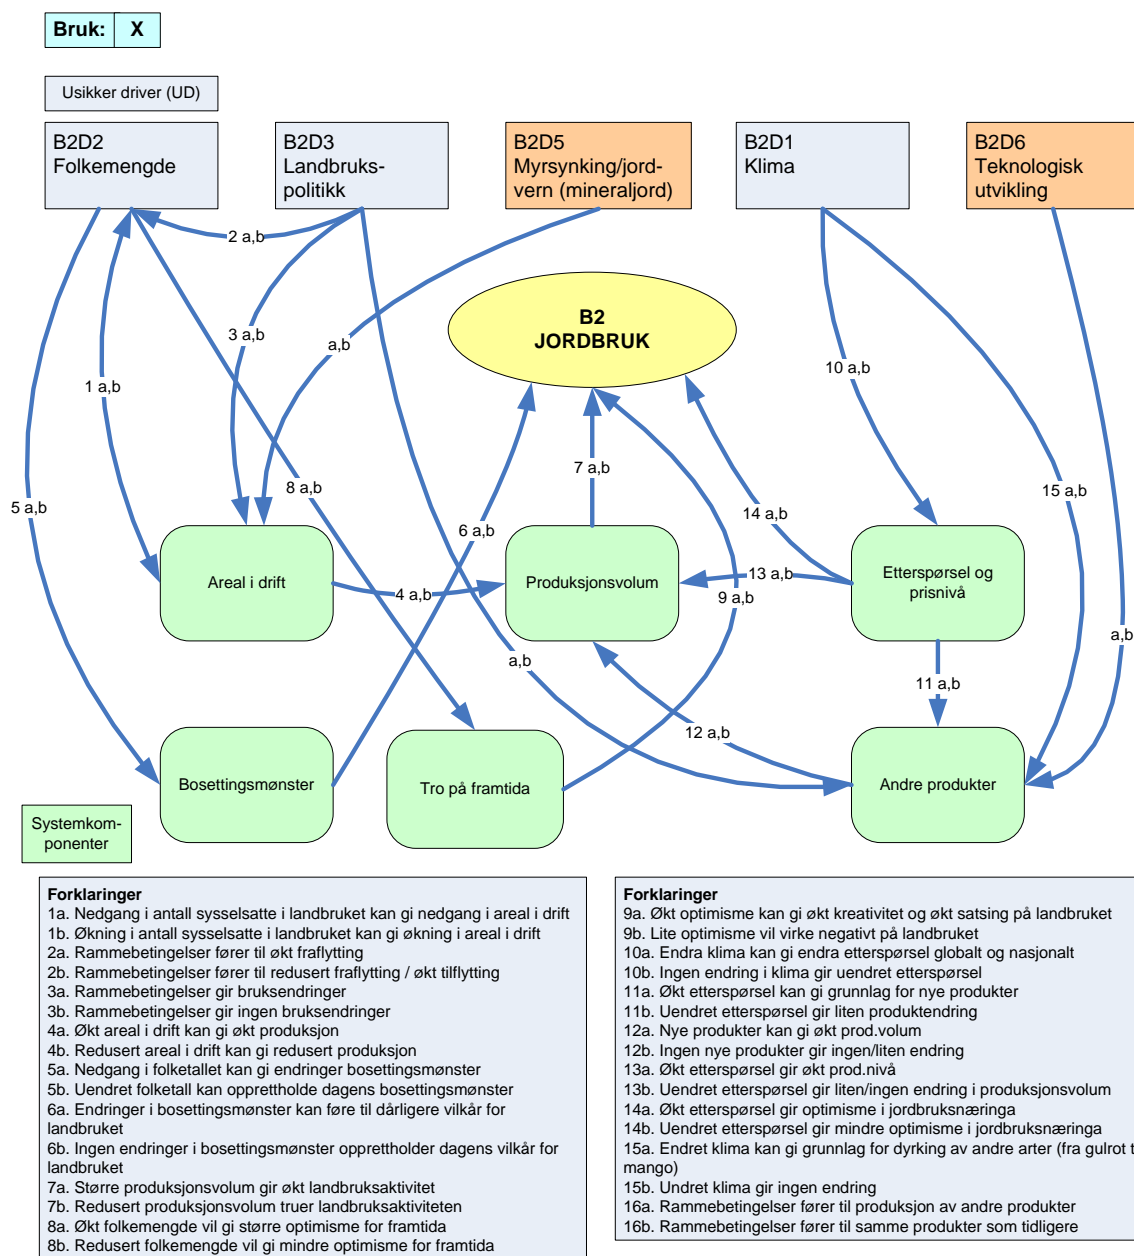 Bruk: X
Usikker driver (UD)
B2D2
Folkemengde
B2D3
Landbruks-
politikk
B2D5
Myrsynking/jord-
vern (mineraljord)
B2D1
Klima
B2D6
Teknologisk
utvikling
2 a,b
3 a,b
a,b
1 a,b
B2
JORDBRUK
10 a,b
5 a,b
8 a,b
6 a,b
7 a,b
14 a,b
15 a,b
Areal i drift
4 a,b
Produksjonsvolum
13 a,b
9 a,b
Etterspørsel og
prisnivå
a,b
a,b
11 a,b
12 a,b
Bosettingsmønster
Tro på framtida
Andre produkter
Systemkom-
ponenter
Forklaringer
1a. Nedgang i antall sysselsatte i landbruket kan gi nedgang i areal i drift
1b. Økning i antall sysselsatte i landbruket kan gi økning i areal i drift
2a. Rammebetingelser fører til økt fraflytting
2b. Rammebetingelser fører til redusert fraflytting / økt tilflytting
3a. Rammebetingelser gir bruksendringer
3b. Rammebetingelser gir ingen bruksendringer
4a. Økt areal i drift kan gi økt produksjon
4b. Redusert areal i drift kan gi redusert produksjon
5a. Nedgang i folketallet kan gi endringer bosettingsmønster
5b. Uendret folketall kan opprettholde dagens bosettingsmønster
6a. Endringer i bosettingsmønster kan føre til dårligere vilkår for
landbruket
6b. Ingen endringer i bosettingsmønster opprettholder dagens vilkår for
landbruket
7a. Større produksjonsvolum gir økt landbruksaktivitet
7b. Redusert produksjonsvolum truer landbruksaktiviteten
8a. Økt folkemengde vil gi større optimisme for framtida
8b. Redusert folkemengde vil gi mindre optimisme for framtida
Forklaringer
9a. Økt optimisme kan gi økt kreativitet og økt satsing på landbruket
9b. Lite optimisme vil virke negativt på landbruket
10a. Endra klima kan gi endra etterspørsel globalt og nasjonalt
10b. Ingen endring i klima gir uendret etterspørsel
11a. Økt etterspørsel kan gi grunnlag for nye produkter
11b. Uendret etterspørsel gir liten produktendring
12a. Nye produkter kan gi økt prod.volum
12b. Ingen nye produkter gir ingen/liten endring
13a. Økt etterspørsel gir økt prod.nivå
13b. Uendret etterspørsel gir liten/ingen endring i produksjonsvolum
14a. Økt etterspørsel gir optimisme i jordbruksnæringa
14b. Uendret etterspørsel gir mindre optimisme i jordbruksnæringa
15a. Endret klima kan gi grunnlag for dyrking av andre arter (fra gulrot t
mango)
15b. Undret klima gir ingen endring
16a. Rammebetingelser fører til produksjon av andre produkter
16b. Rammebetingelser fører til samme produkter som tidligere